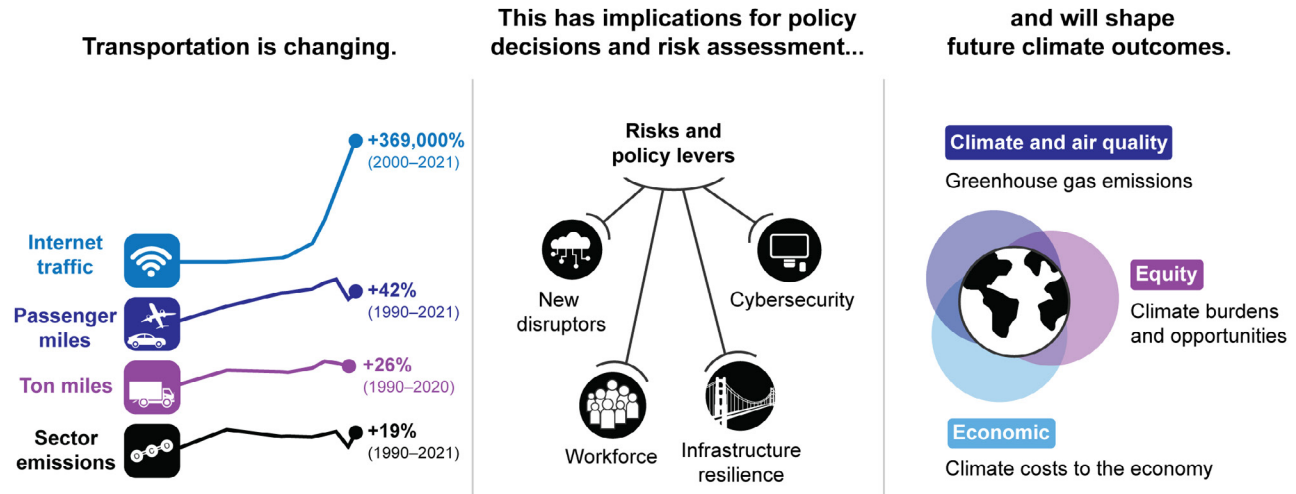 Transportation is changing.
Internet
traffic
+369,000%
(2000–2021)
Passenger
miles
+42%
(1990–2021)
Ton miles
+26%
(1990–2020)
Sector
emissions
+19%
(1990–2021)
This has implications for policy
decisions and risk assessment...
Risks and
policy levers
New
disruptors
Cybersecurity
Workforce
Infrastructure
resilience
and will shape
future climate outcomes.
Climate and air quality
Greenhouse gas emissions
Equity
Climate burdens
and opportunities
Economic
Climate costs to the economy